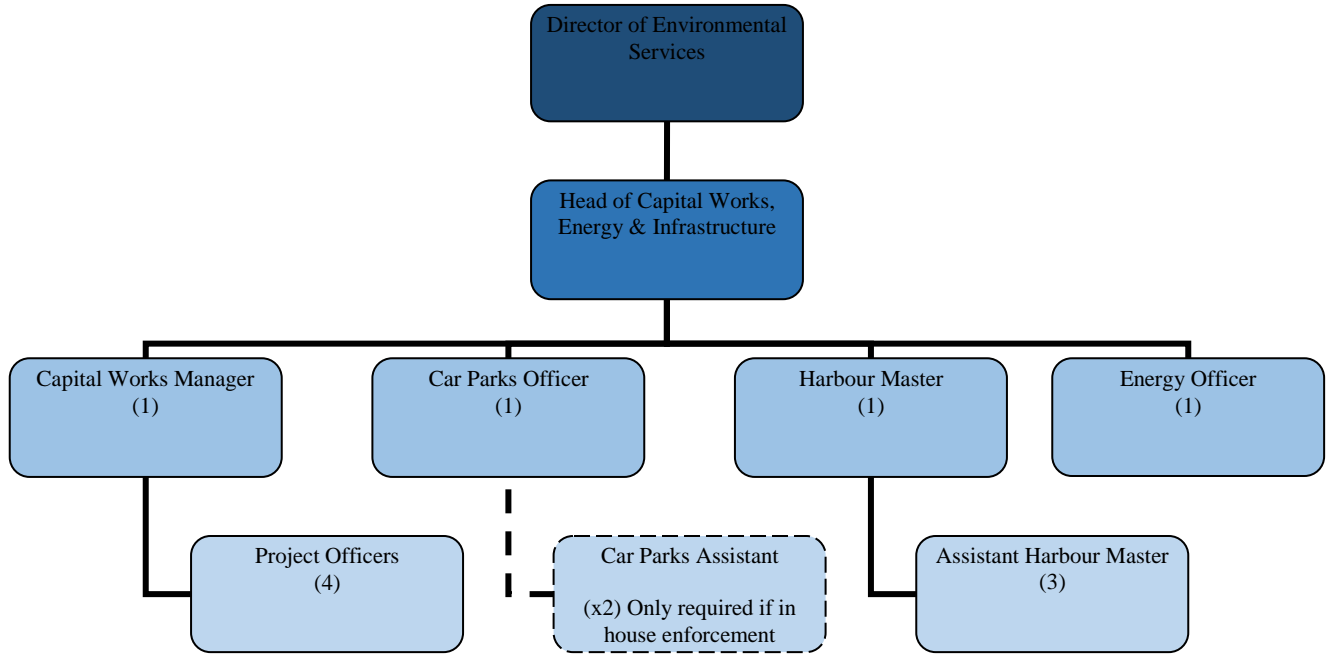 Director of Environmental
Services
Head of Capital Works,
Energy & Infrastructure
Capital Works Manager
(1)
Car Parks Officer
(1)
Harbour Master
(1)
Energy Officer
(1)
Project Officers
(4)
Car Parks Assistant
(x2) Only required if in
house enforcement
Assistant Harbour Master
(3)